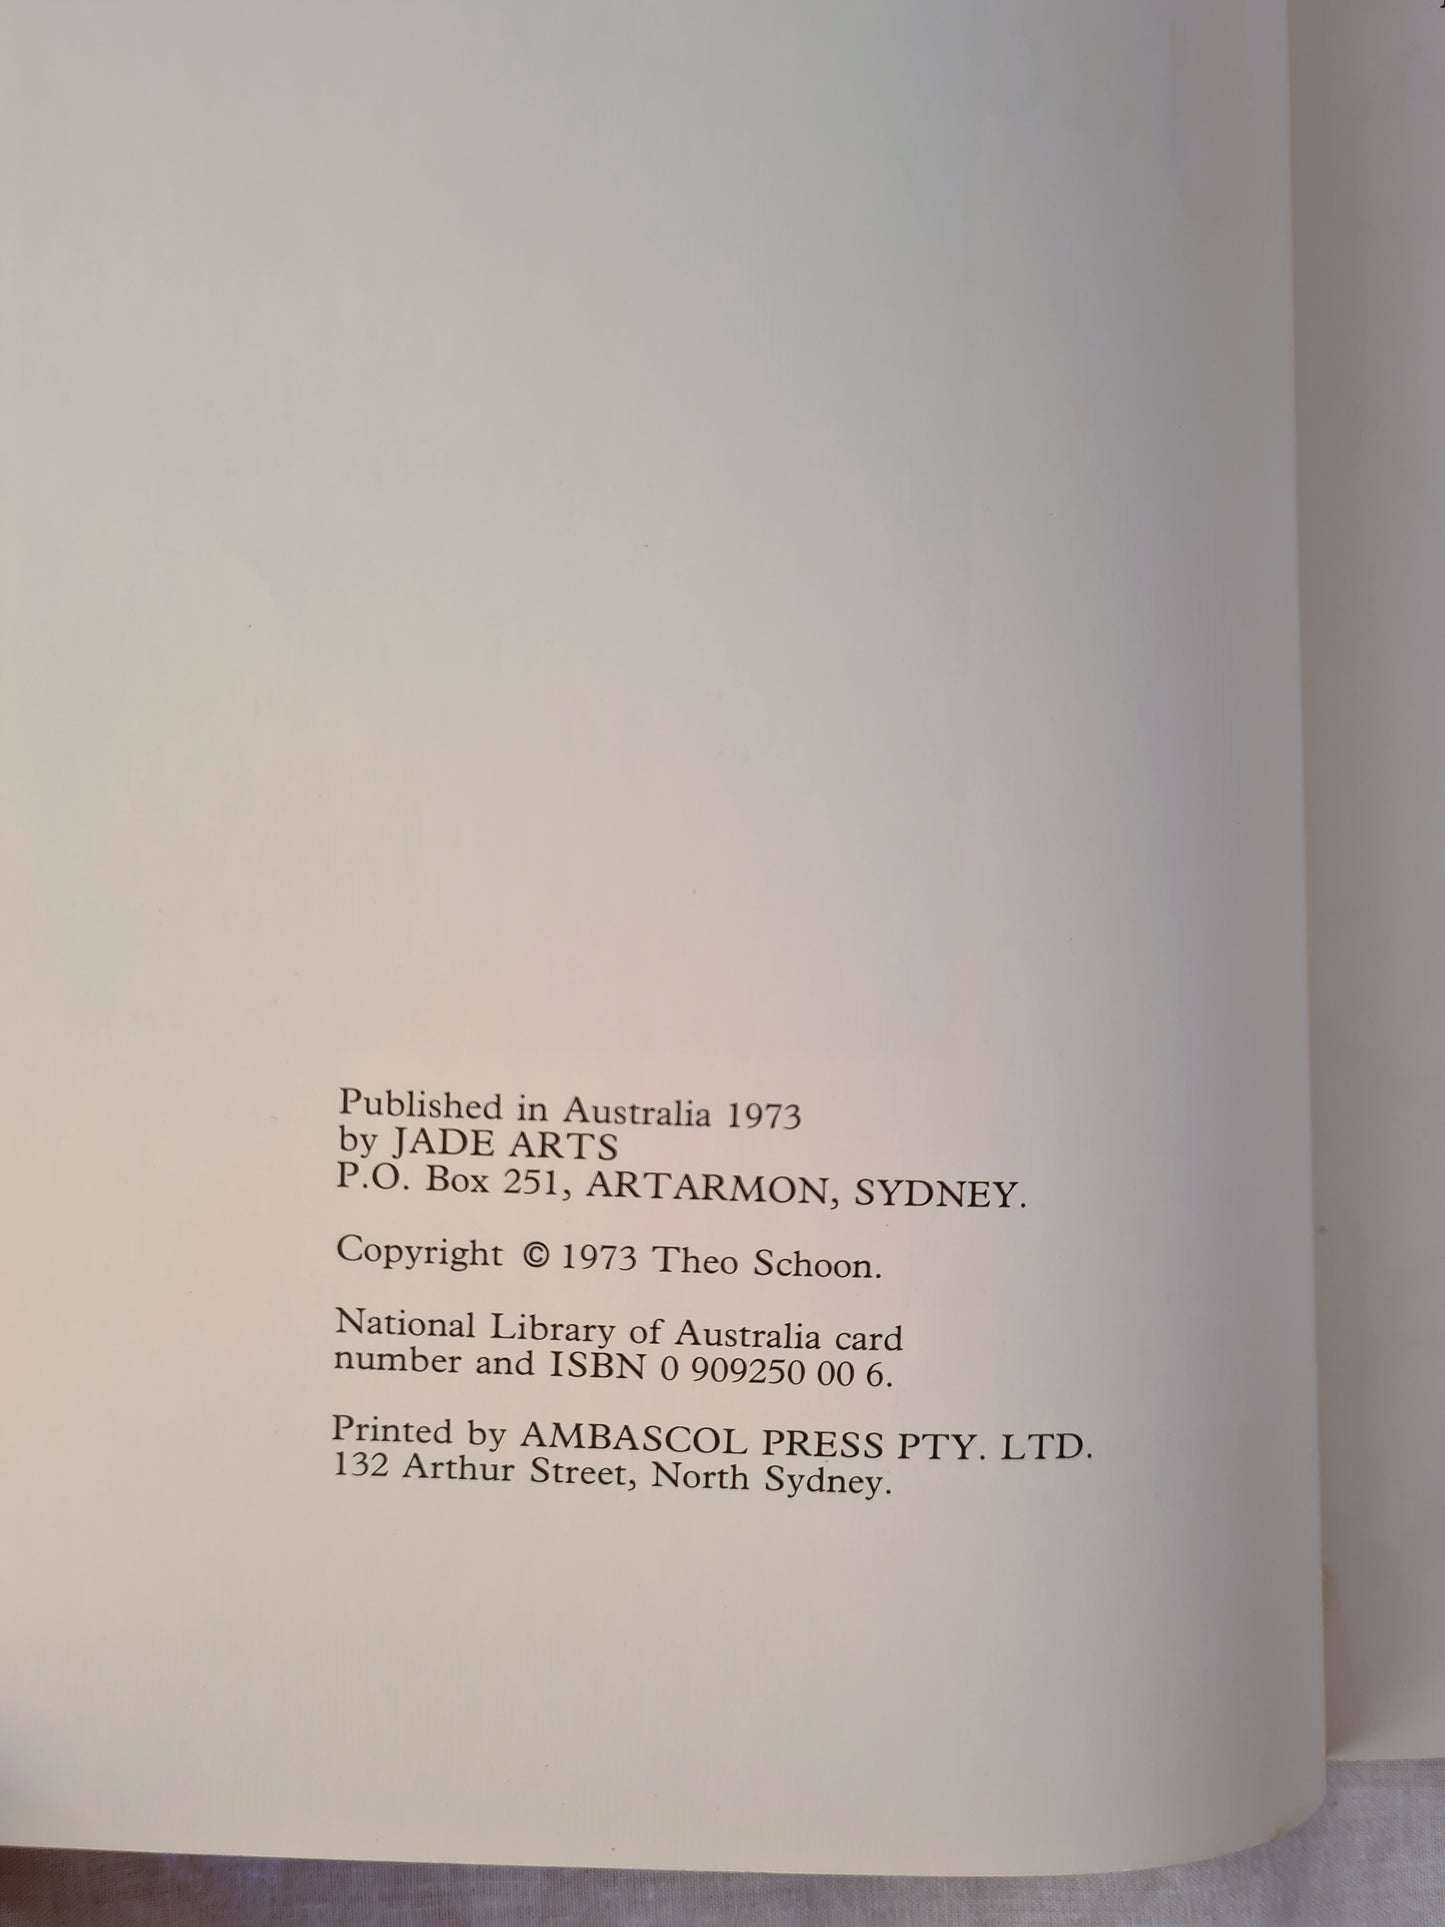 Published in Australia 1973
by JADE ARTS
P.O. Box 251, ARTARMON, SYDNEY.
Copyright © 1973 Theo Schoon.
National Library of Australia card
number and ISBN 0 909250 00 6.
Printed by AMBASCOL PRESS PTY. LTD.
132 Arthur Street, North Sydney.